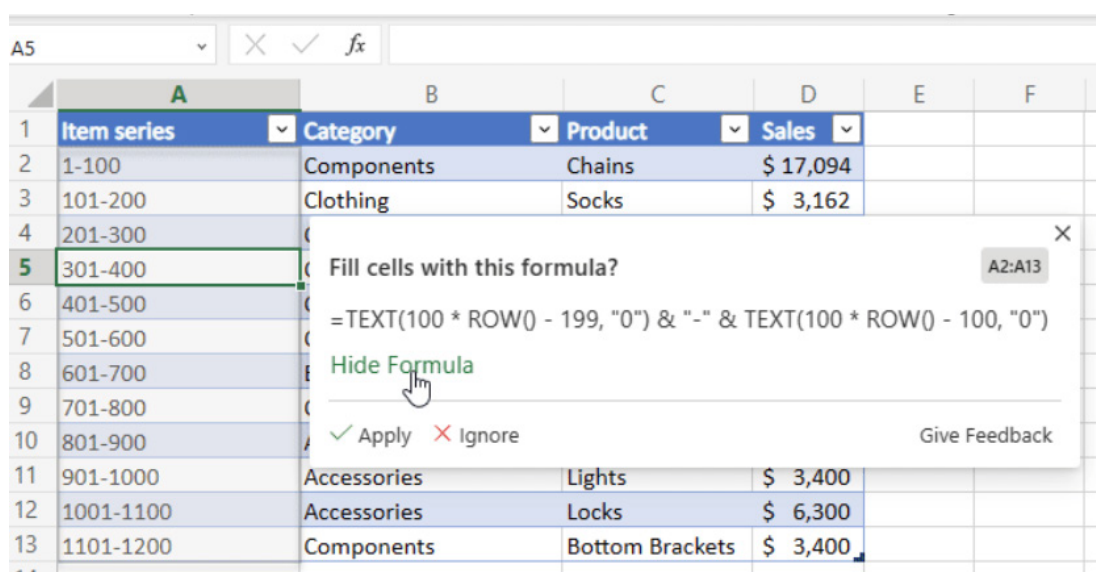 A5 fx
A B C D E F
1 Item series Category Product Sales
2 1-100 Components Chains $ 17,094
3 101-200 Clothing Socks $ 3,162
4 201-300
5 301-400
6 401-500
7 501-600
8 601-700
9 701-800
10 801-900
Fill cells with this formula? A2:A13
=TEXT(100 * ROW() - 199, "0") & "-" & TEXT(100 * ROW() - 100, "0")
Hide Formula
Apply Ignore Give Feedback
11 901-1000 Accessories Lights $ 3,400
12 1001-1100 Accessories Locks $ 6,300
13 1101-1200 Components Bottom Brackets $ 3,400